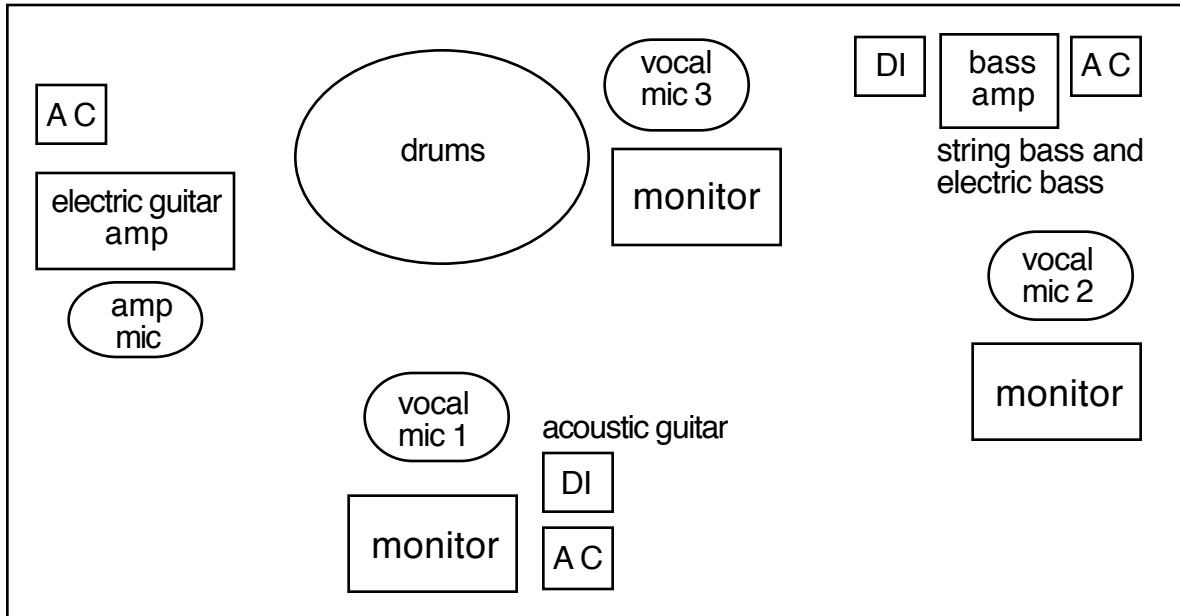 A C
electric guitar
amp
amp
mic
drums
vocal
mic 3
monitor
DI
bass
amp
A C
string bass and
electric bass
vocal
mic 2
monitor
vocal
mic 1
monitor
acoustic guitar
DI
A C